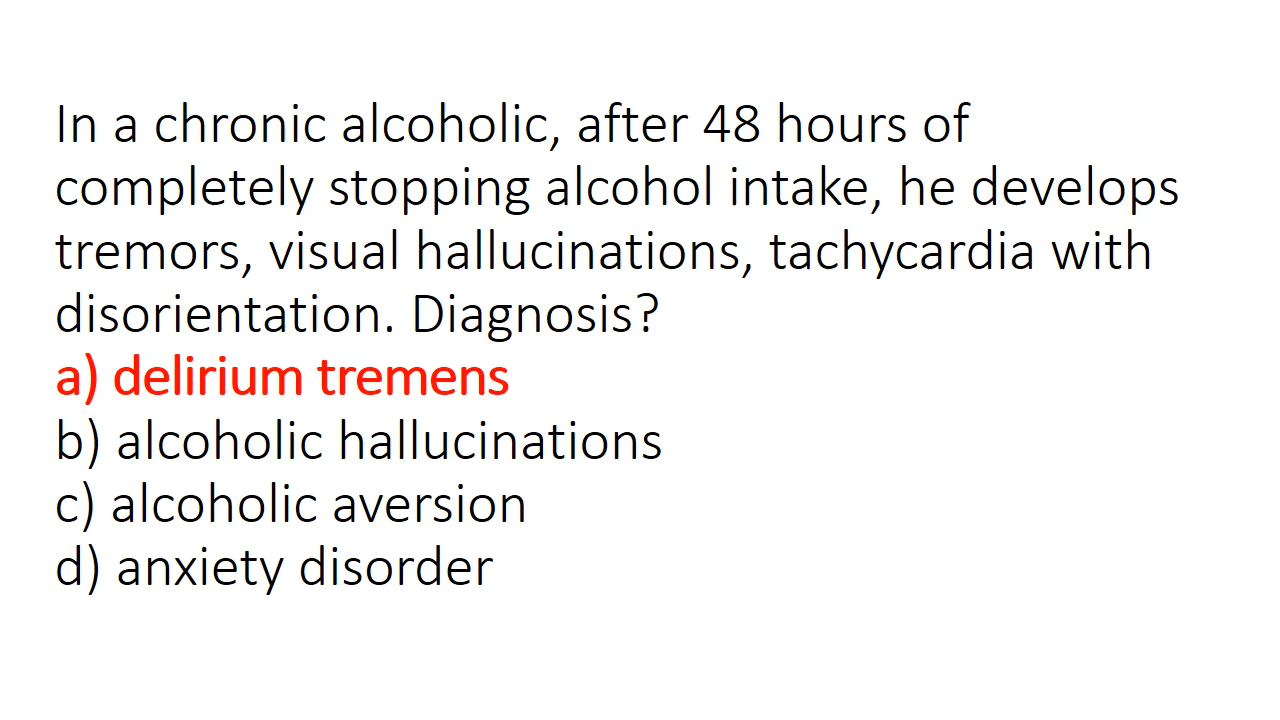 In a chronic alcoholic, after 48 hours of
completely stopping alcohol intake, he develops
tremors, visual hallucinations, tachycardia with
disorientation. Diagnosis?
a) delirium tremens
b) alcoholic hallucinations
c) alcoholic aversion
d) anxiety disorder